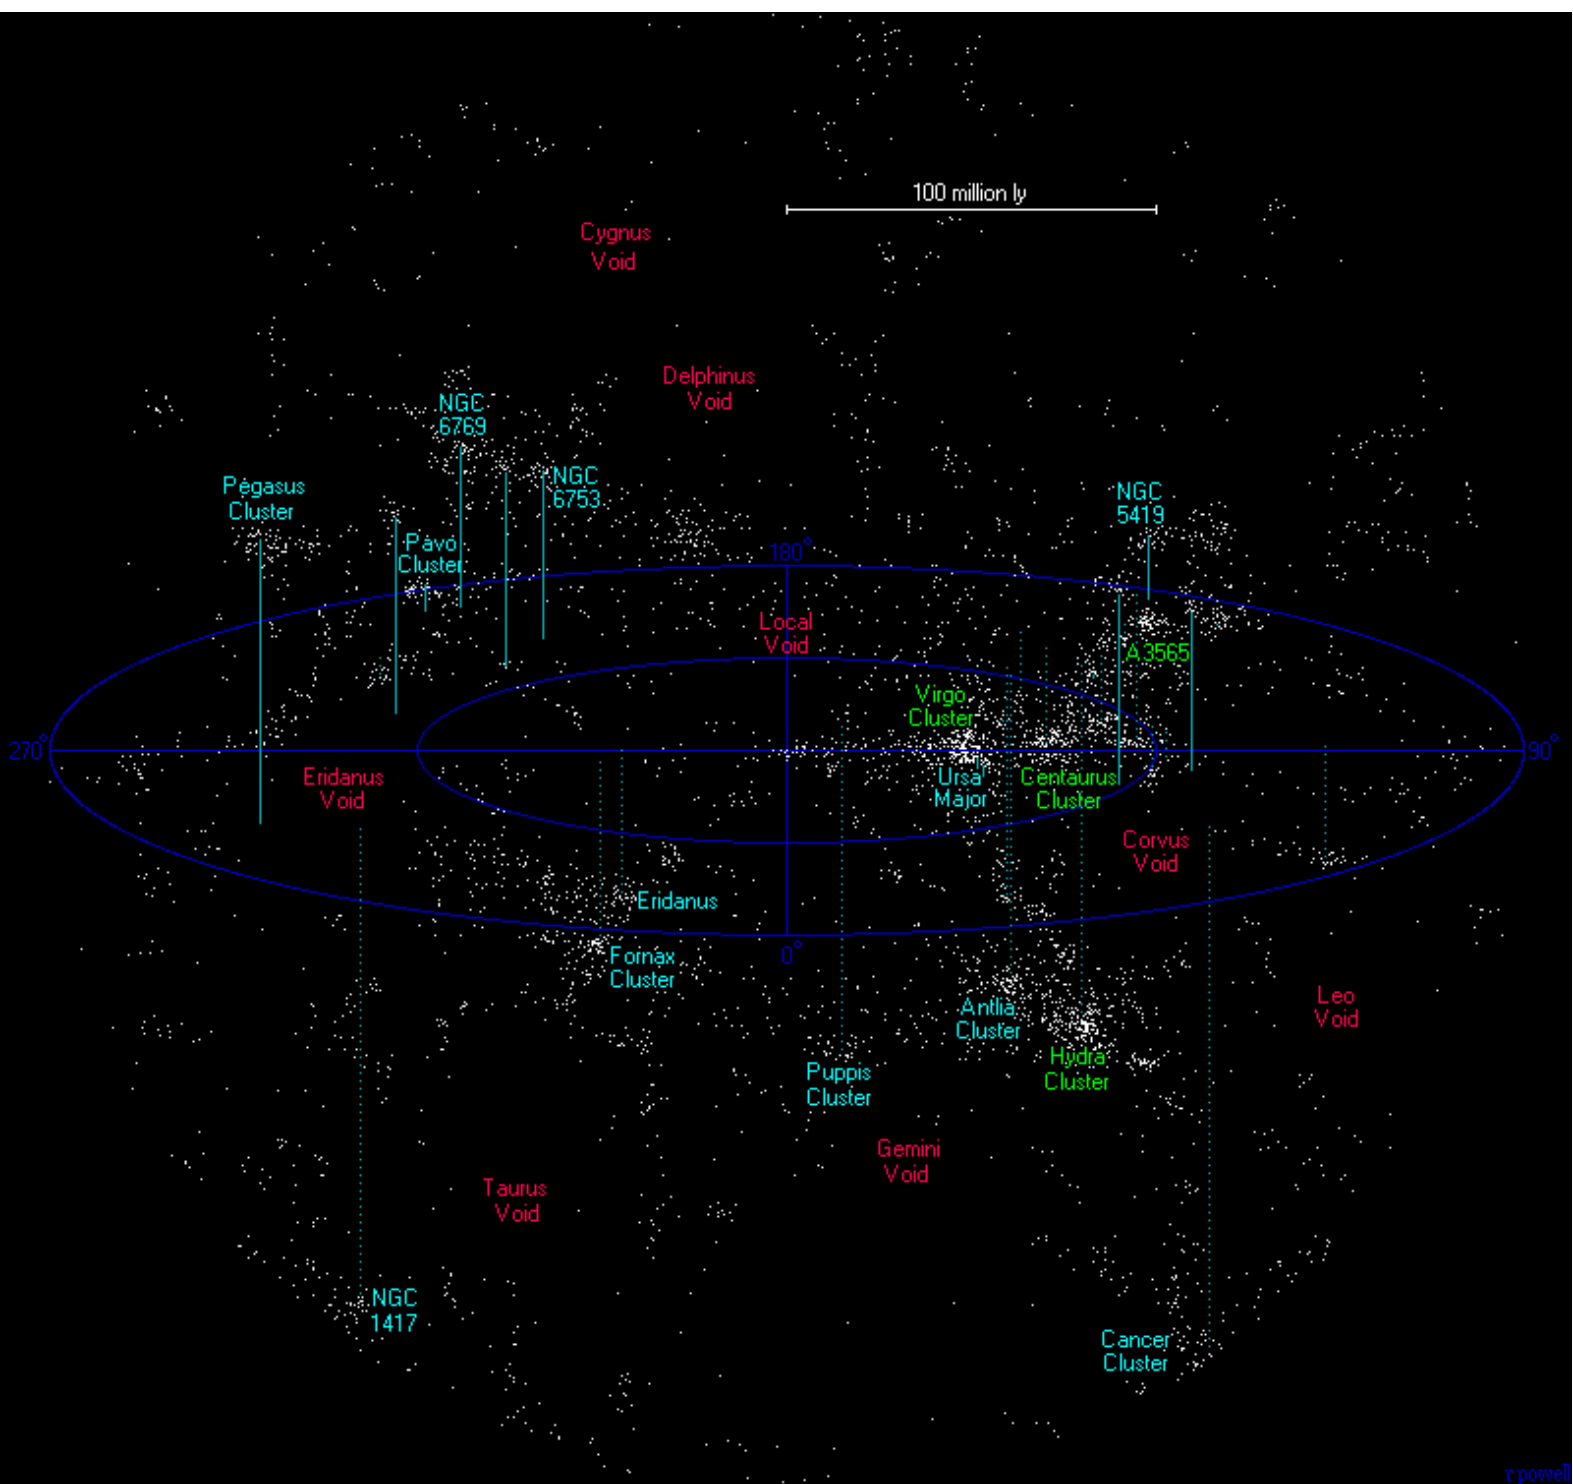 100 million ly
Cygnus
Void
Delphinus
Void
NGC
6769
NGC
6753
Pegasus
Cluster
NGC
5419
Pavo
Cluster
180°
Local
Void
A3565
Virgo
Cluster
270°
90°
Eridanus
Void
Ursa
Major
Centaurus
Cluster
Corvus
Void
Eridanus
0°
Fornax
Cluster
Antlia
Cluster
Leo
Void
Hydra
Cluster
Puppis
Cluster
Gemini
Void
Taurus
Void
NGC
1417
Cancer
Cluster
r powell